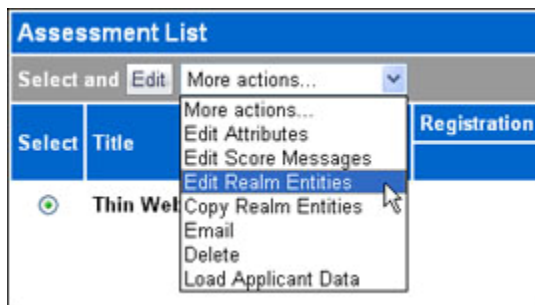 Assessment List
Select and Edit More actions...
More actions...
Edit Attributes
Registration
Select Title
Edit Score Messages
Edit Realm Entities
Thin Web
Copy Realm Entities
Email
Delete
Load Applicant Data